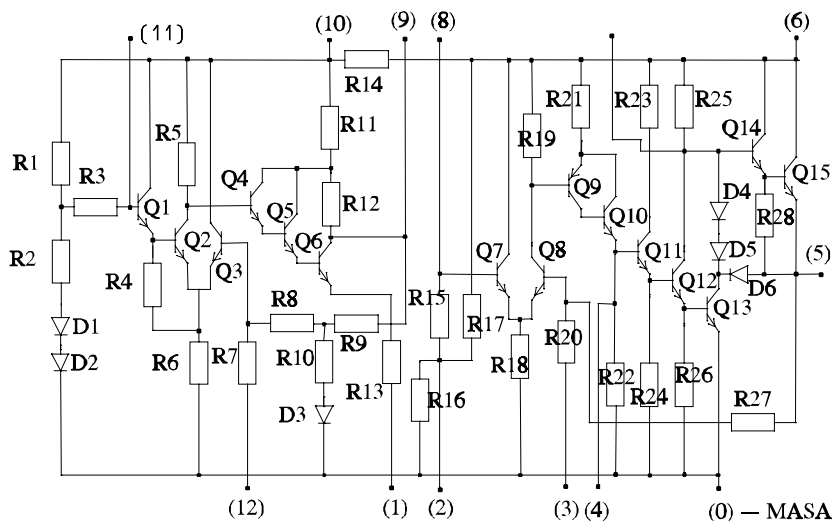 (11) (10) (9) (8) (6)
R14
R21 R23 R25
R11 R19 Q14
R5
R1 R3 Q4 Q9 Q15
Q1 Q5 R12 D4
Q2 Q6 Q10 R28
R2 Q3 Q7 Q8 Q11 D5 (5)
R4 Q12 D6
R15 Q13
D1 R8 R17 R20
R6 R7 R10 R9 R18
D2 R13 R22 R26
D3 R16 R24 R27
(12) (1) (2) (3) (4) (0) — MASA